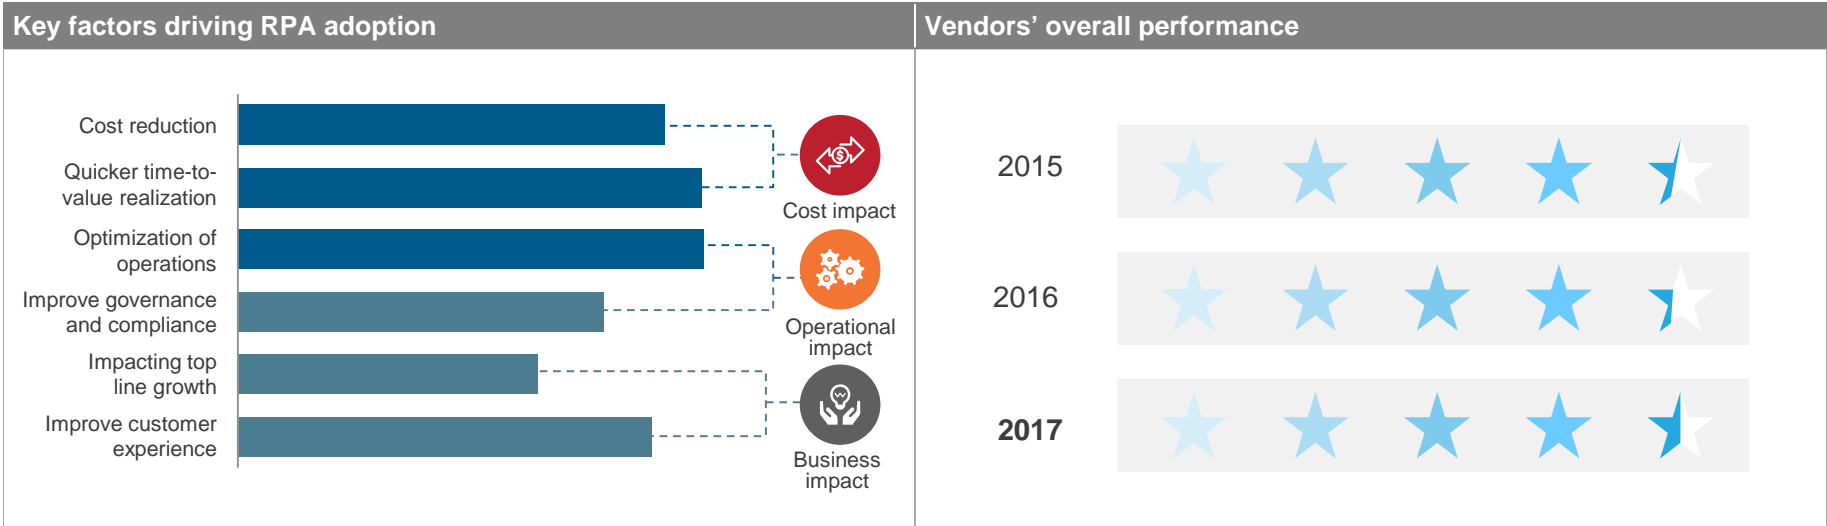 Key factors driving RPA adoption
Cost reduction
Quicker time-to-
value realization
Optimization of
operations
Improve governance
and compliance
Impacting top
line growth
Improve customer
experience
$
Cost impact
Operational
impact
Business
impact
Vendors’ overall performance
2015
2016
2017